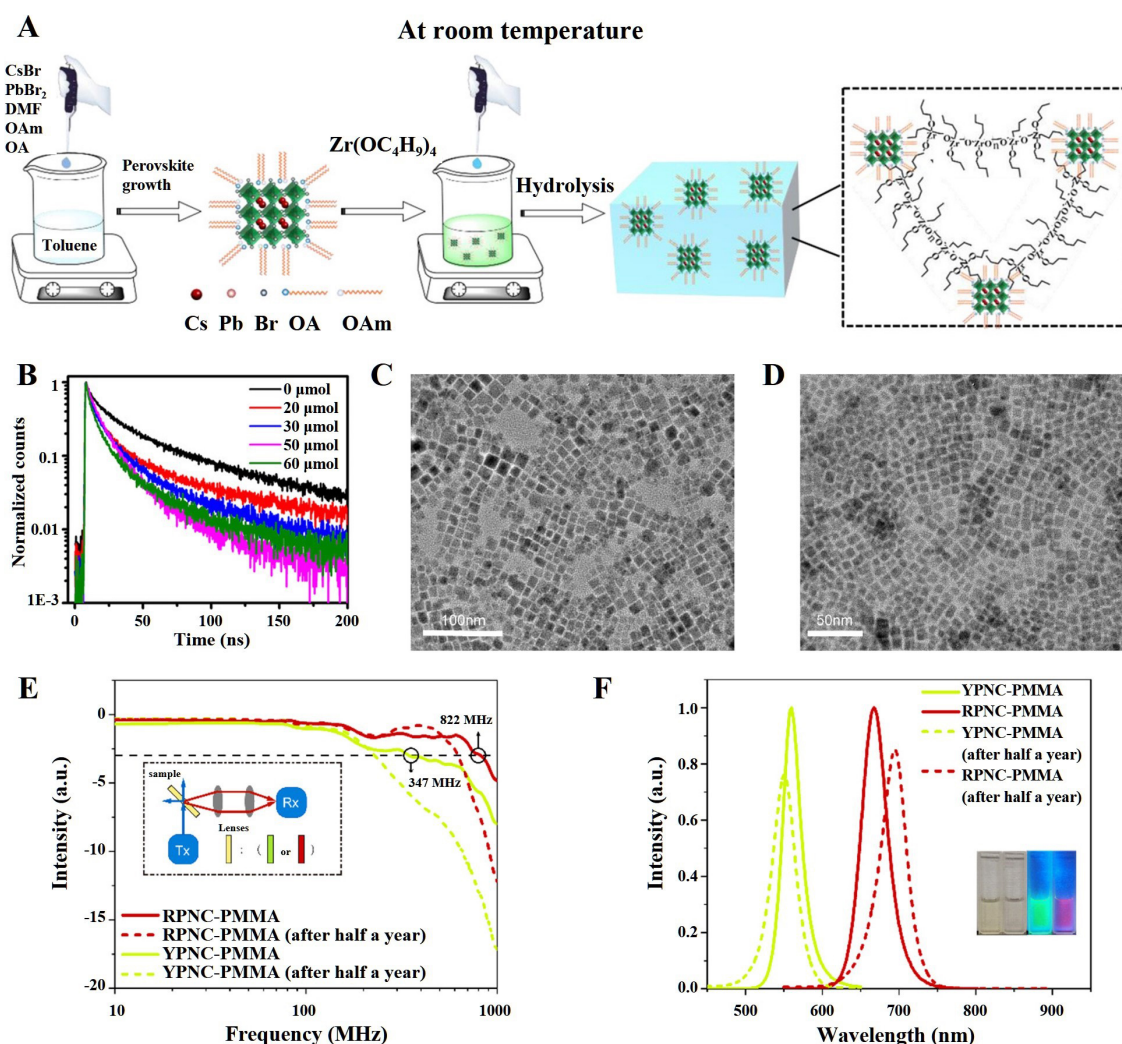 A
At room temperature
CsBr
PbBr₂
DMF
OAm
OA
Toluene
Perovskite
growth
Zr(OC₄H₉)₄
Hydrolysis
Cs Pb Br OA OAm
B
Normalized counts
1
0.1
0.01
1E-3
0 μmol
20 μmol
30 μmol
50 μmol
60 μmol
0 50 100 150 200
Time (ns)
C
100nm
D
50nm
E
Intensity (a.u.)
0
-5
-10
-15
-20
822 MHz
347 MHz
sample
Rx
Lenses
Tx
: ( or )
RPNC-PMMA
RPNC-PMMA (after half a year)
YPNC-PMMA
YPNC-PMMA (after half a year)
10 100 1000
Frequency (MHz)
F
Intensity (a.u.)
1.0
0.8
0.6
0.4
0.2
0.0
YPNC-PMMA
RPNC-PMMA
YPNC-PMMA
(after half a year)
RPNC-PMMA
(after half a year)
500 600 700 800 900
Wavelength (nm)